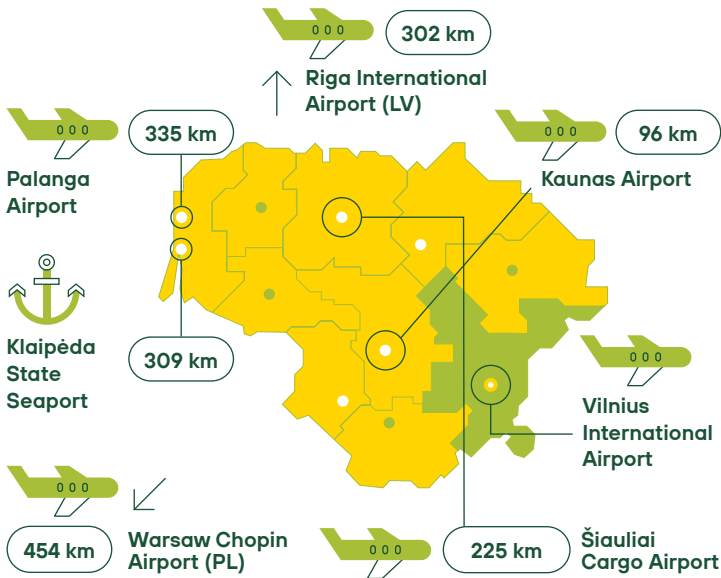 302 km
Riga International
Airport (LV)
335 km
Palanga
Airport
96 km
Kaunas Airport
Klaipėda
State
Seaport
309 km
Vilnius
International
Airport
454 km
Warsaw Chopin
Airport (PL)
225 km
Šiauliai
Cargo Airport